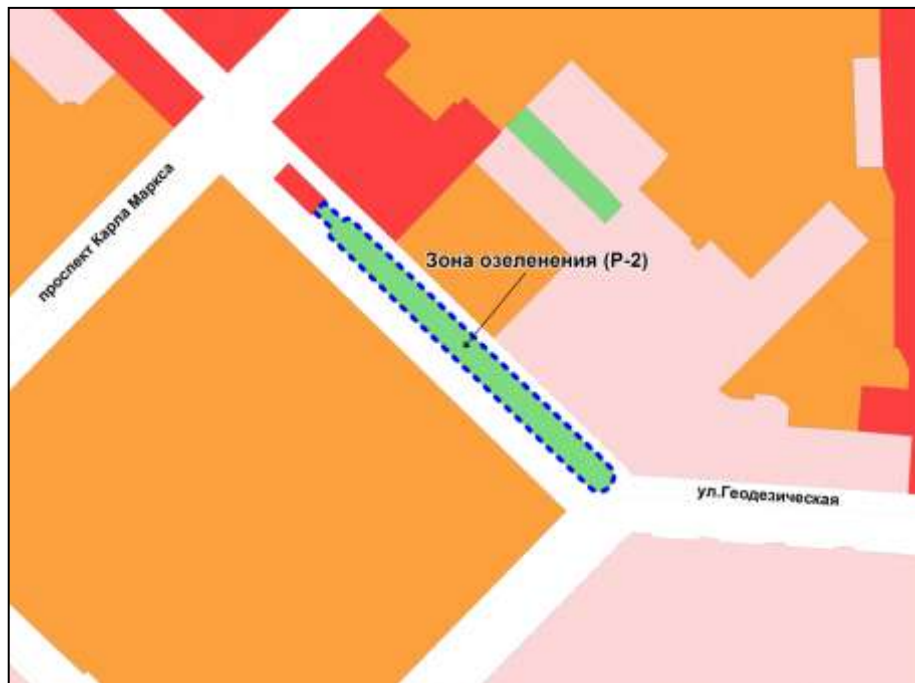 проспект Карла Маркса
Зона озеленения (Р-2)
ул.Геодезическая